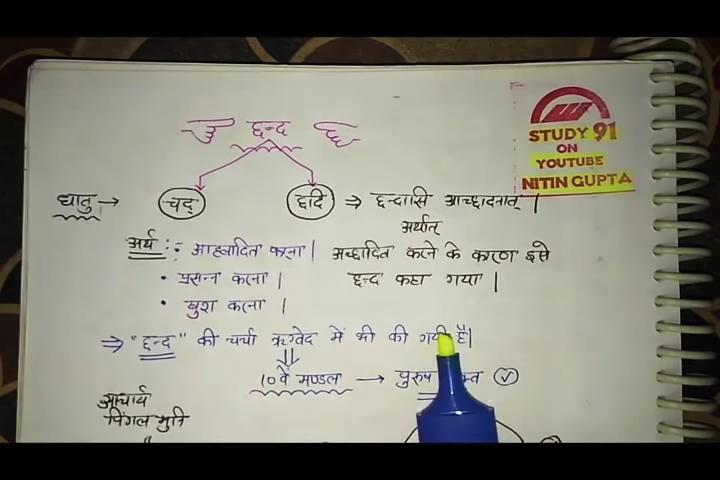 छन्द
STUDY 91
ON
YOUTUBE
NITIN GUPTA
धातु → चद् छदि ⇒ छन्दासि आच्छादनात् |
अर्थात्
अर्थ :- आह्लादित करना | अच्छादित करने के कारण इसे
• प्रसन्न करना | छन्द कहा गया |
• खुश करना |
⇒ "छन्द" की चर्चा ऋग्वेद में भी की गयी है|
10वें मण्डल → पुरुष
आचार्य
पिंगल मुनि